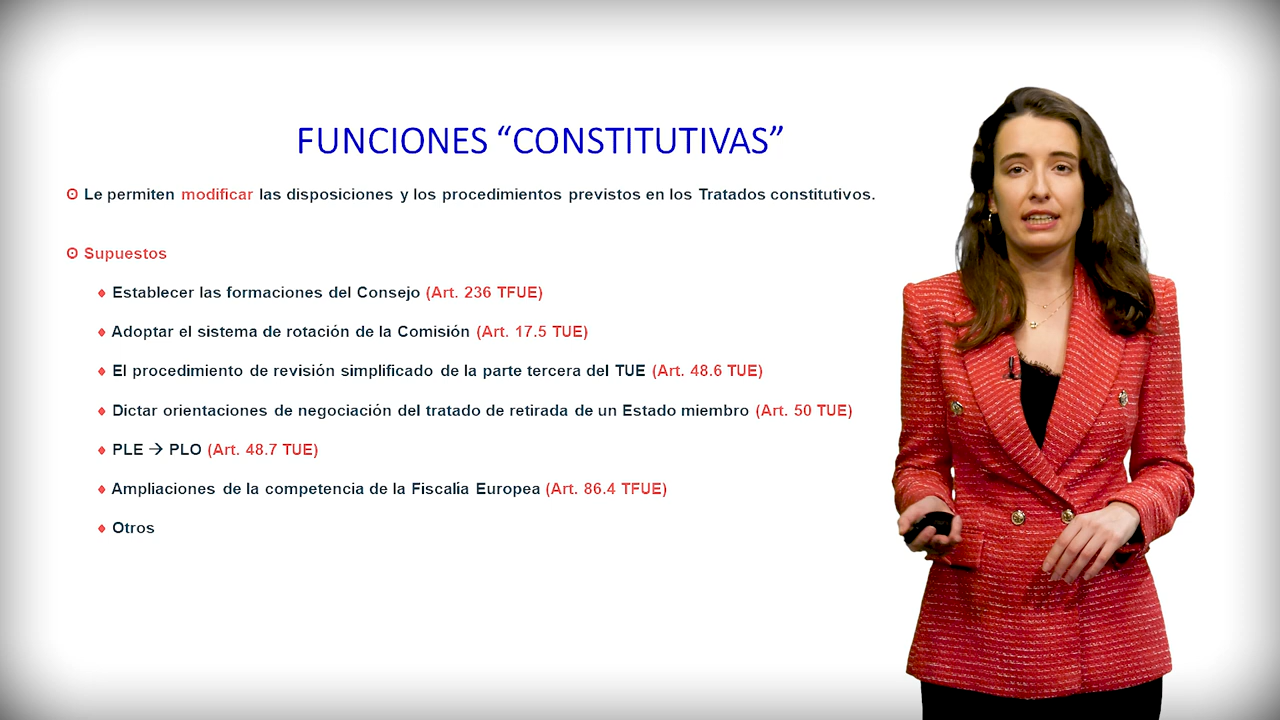 FUNCIONES “CONSTITUTIVAS”
Le permiten modificar las disposiciones y los procedimientos previstos en los Tratados constitutivos.
Supuestos
Establecer las formaciones del Consejo (Art. 236 TFUE)
Adoptar el sistema de rotación de la Comisión (Art. 17.5 TUE)
El procedimiento de revisión simplificado de la parte tercera del TUE (Art. 48.6 TUE)
Dictar orientaciones de negociación del tratado de retirada de un Estado miembro (Art. 50 TUE)
PLE → PLO (Art. 48.7 TUE)
Ampliaciones de la competencia de la Fiscalía Europea (Art. 86.4 TFUE)
Otros